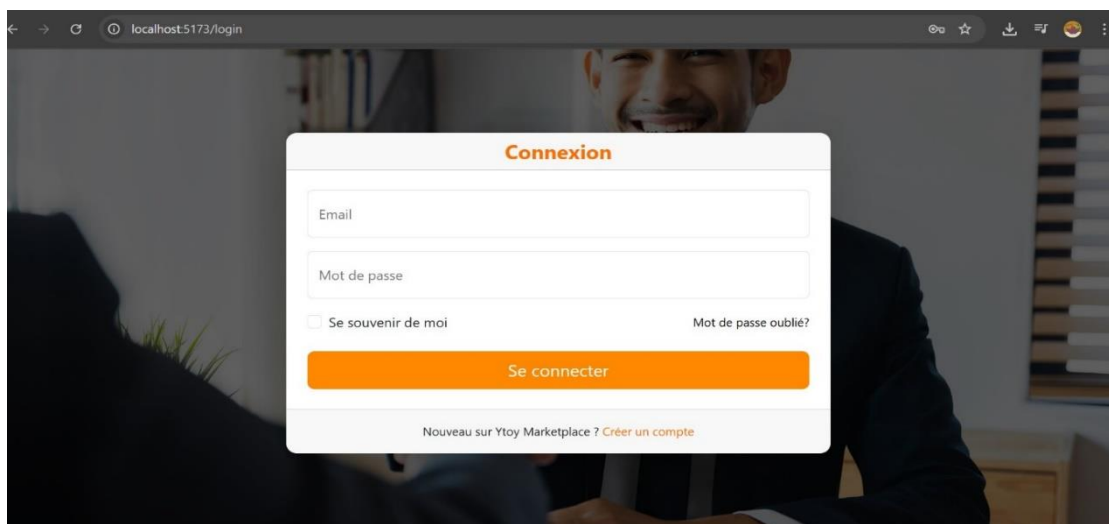 localhost:5173/login
Connexion
Email
Mot de passe
Se souvenir de moi
Mot de passe oublié?
Se connecter
Nouveau sur Ytoy Marketplace ? Créer un compte